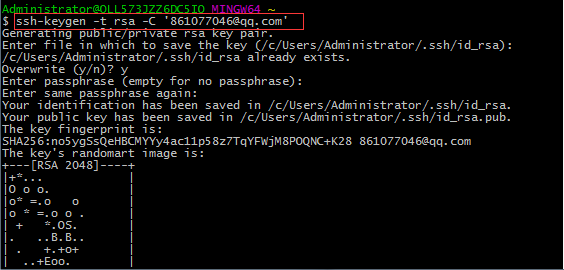 Administrator@OLL573JZZ6DC5IO MINGW64 ~
$ ssh-keygen -t rsa -C '861077046@qq.com'
Generating public/private rsa key pair.
Enter file in which to save the key (/c/Users/Administrator/.ssh/id_rsa):
/c/Users/Administrator/.ssh/id_rsa already exists.
Overwrite (y/n)? y
Enter passphrase (empty for no passphrase):
Enter same passphrase again:
Your identification has been saved in /c/Users/Administrator/.ssh/id_rsa.
Your public key has been saved in /c/Users/Administrator/.ssh/id_rsa.pub.
The key fingerprint is:
SHA256:no5ygSsQeHBCMYYy4ac11p58z7TqYFWjM8POQNC+K28 861077046@qq.com
The key's randomart image is:
+---[RSA 2048]----+
|+*...            |
|O o o.           |
|o* =.o   o       |
|o * =.o o .      |
| +   *.OS.       |
|.   ..B.B..      |
| .   +.+o+       |
|  ..+Eoo.        |